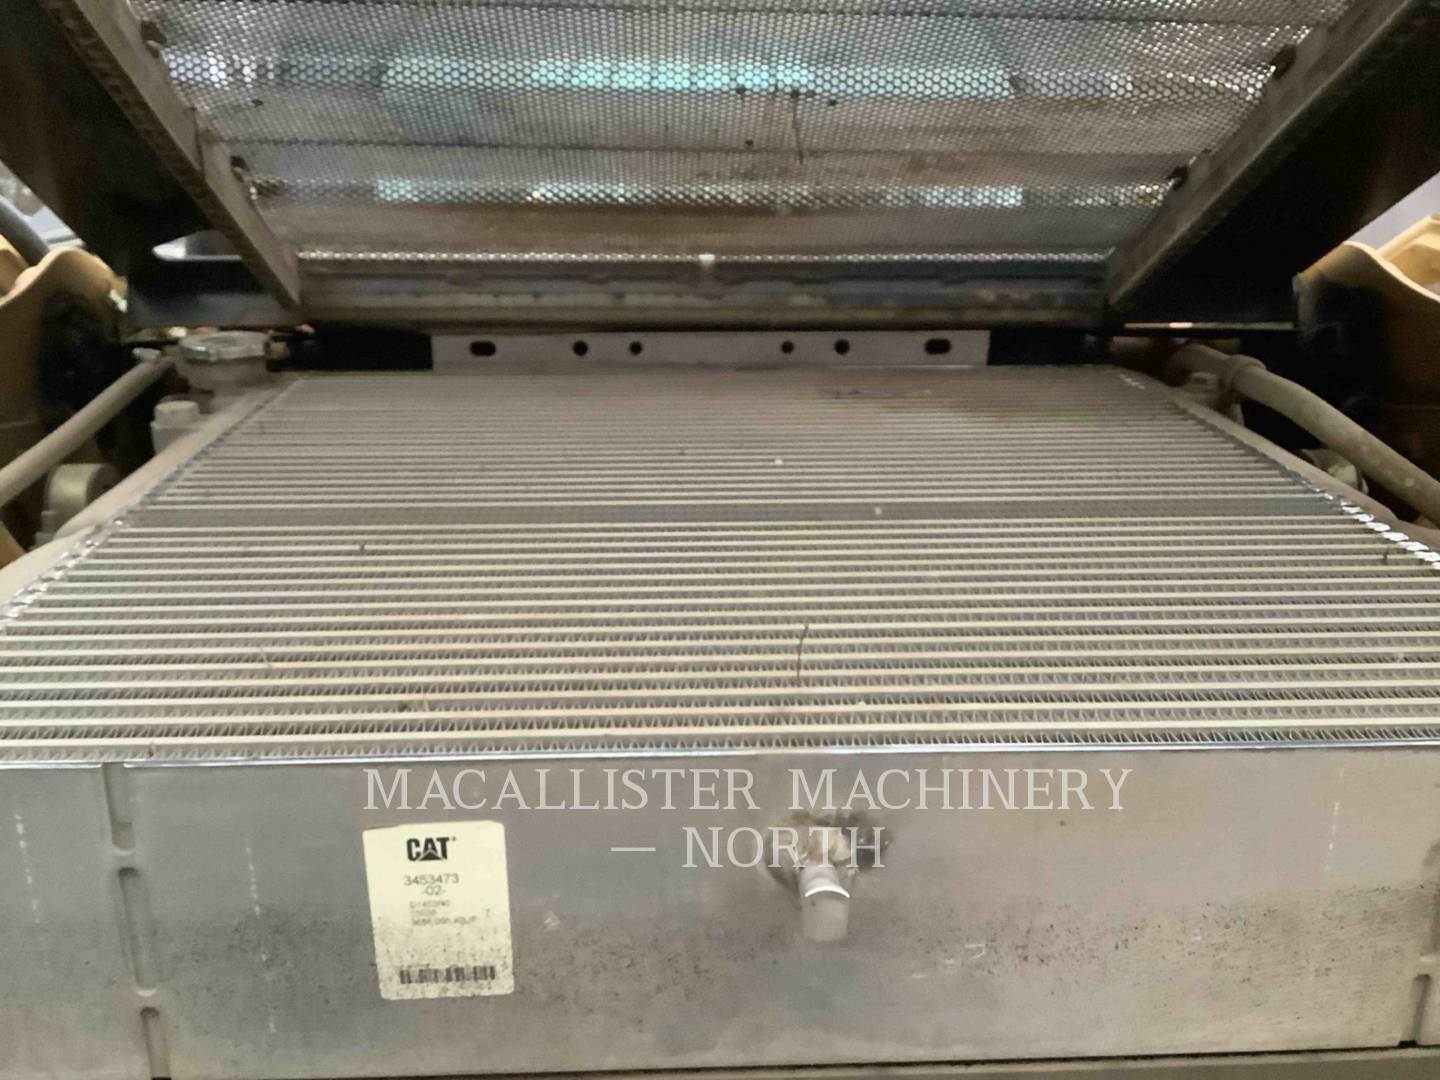 MACALLISTER MACHINERY
— NORTH
CAT
3453473
-02-